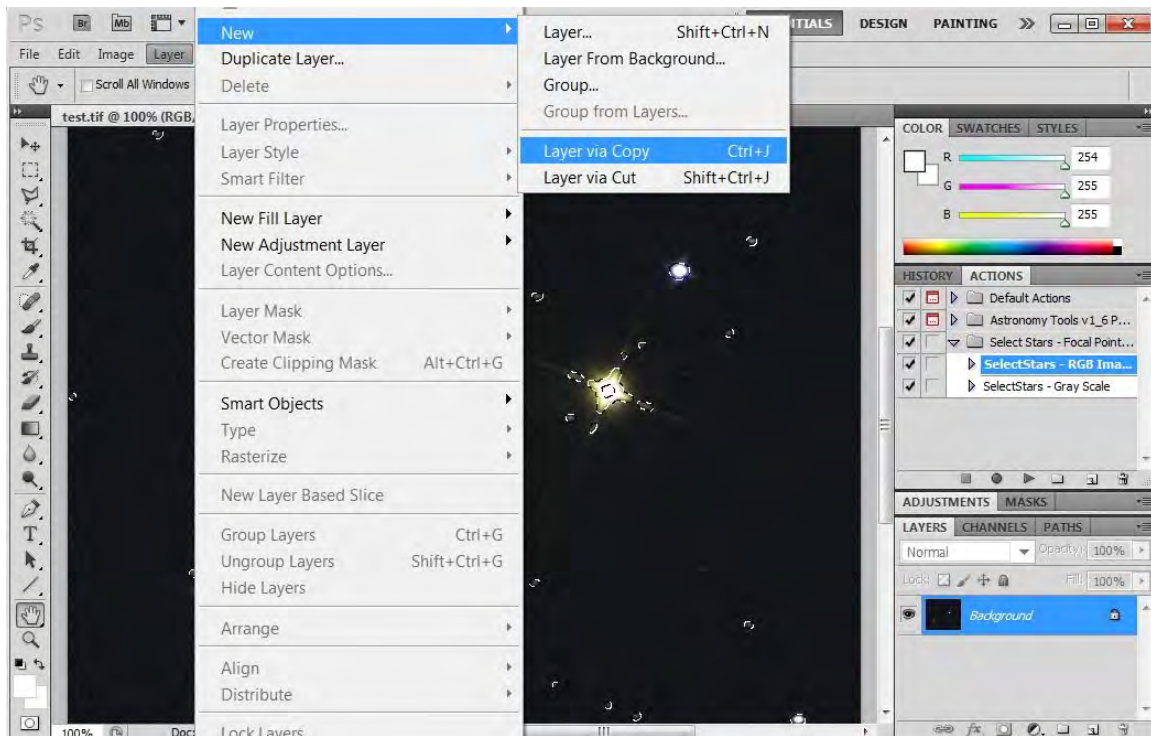 Ps Br Mb
TIALS DESIGN PAINTING
File Edit Image Layer
Scroll All Windows
test.tif @ 100% (RGB,
New
Duplicate Layer...
Delete
Layer Properties...
Layer Style
Smart Filter
New Fill Layer
New Adjustment Layer
Layer Content Options...
Layer Mask
Vector Mask
Create Clipping Mask Alt+Ctrl+G
Smart Objects
Type
Rasterize
New Layer Based Slice
Group Layers Ctrl+G
Ungroup Layers Shift+Ctrl+G
Hide Layers
Arrange
Align
Distribute
Lock Layers
Layer... Shift+Ctrl+N
Layer From Background...
Group...
Group from Layers...
Layer via Copy Ctrl+J
Layer via Cut Shift+Ctrl+J
COLOR SWATCHES STYLES
R 254
G 255
B 255
HISTORY ACTIONS
Default Actions
Astronomy Tools v1_6 P...
Select Stars - Focal Point...
SelectStars - RGB Ima...
SelectStars - Gray Scale
ADJUSTMENTS MASKS
LAYERS CHANNELS PATHS
Normal Opacity: 100%
Lock: Fill: 100%
Background
100% Doc: